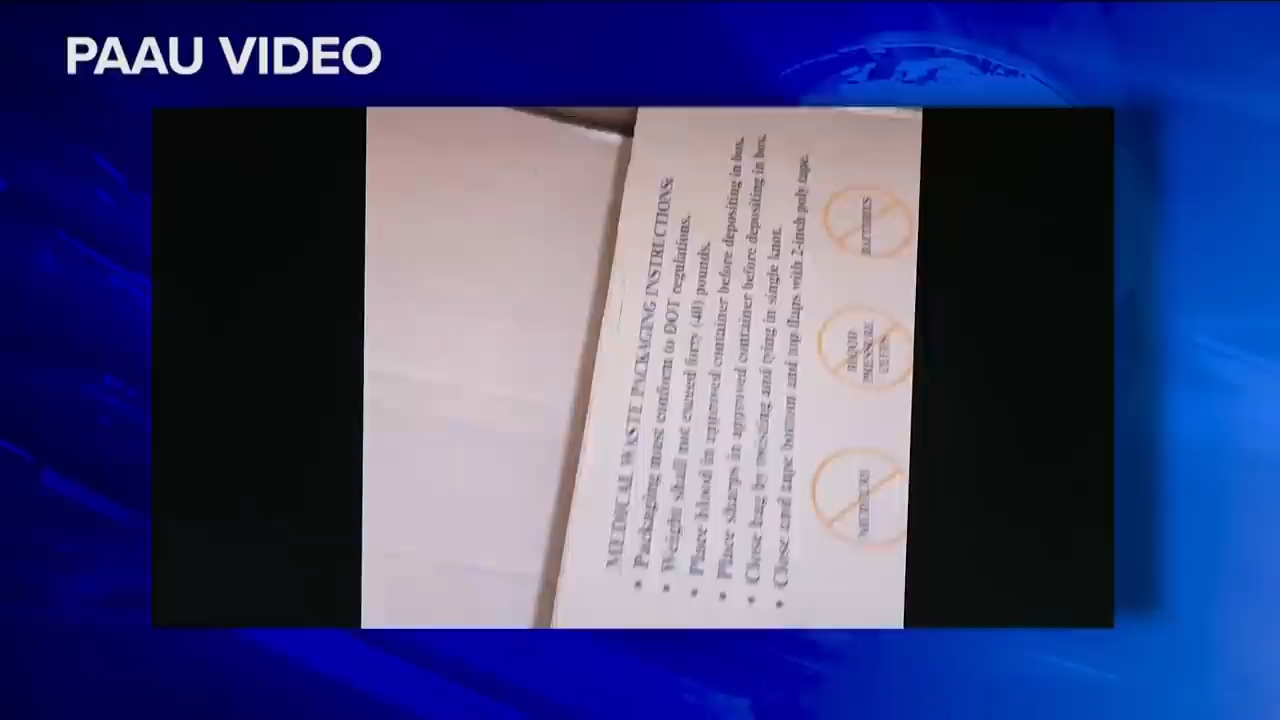 PAAU VIDEO
MEDICAL WASTE PACKAGING INSTRUCTIONS:
• Packaging must conform to DOT regulations.
• Weight shall not exceed forty (40) pounds.
• Place blood in approved container before depositing in box.
• Place sharps in approved container before depositing in box.
• Close bag by twisting and tying in single knot.
• Close and tape bottom and top flaps with 2-inch poly tape.
BLOOD
PRESSURE
BATTERIES